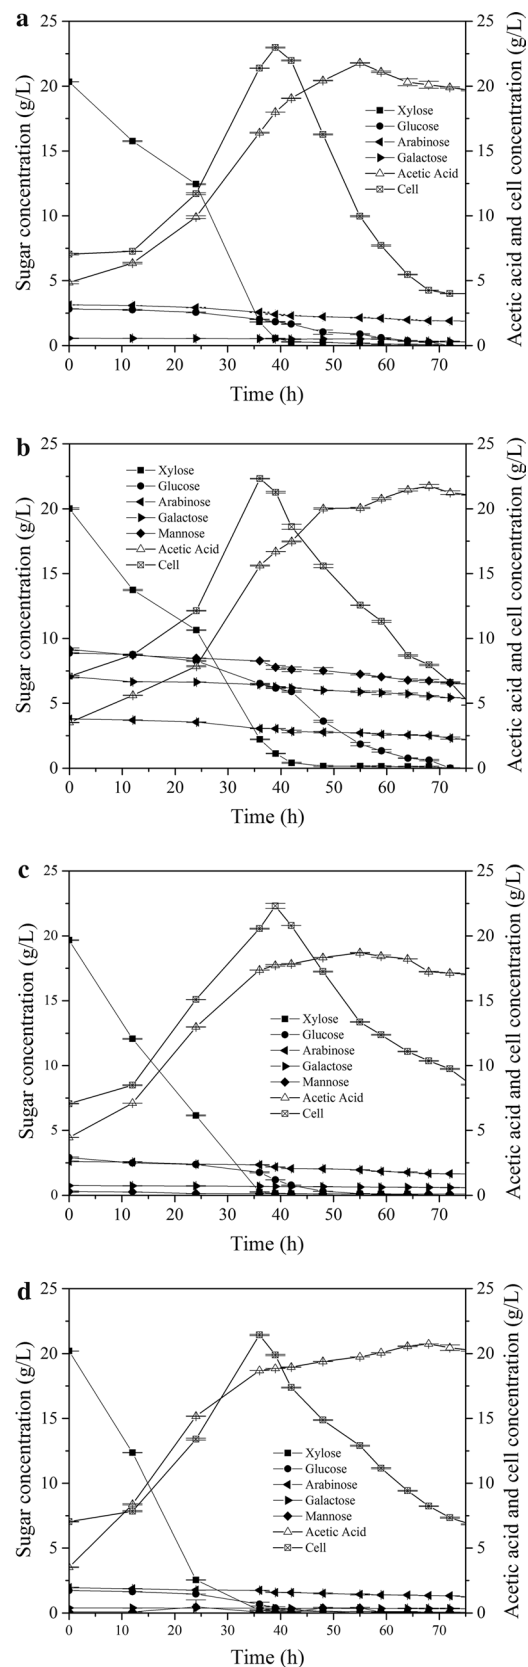 a
25
20
15
10
5
0
Sugar concentration (g/L)
Xylose
Glucose
Arabinose
Galactose
Acetic Acid
Cell
25
20
15
10
5
0
Acetic acid and cell concentration (g/L)
0 10 20 30 40 50 60 70
Time (h)
b
25
20
15
10
5
0
Sugar concentration (g/L)
Xylose
Glucose
Arabinose
Galactose
Mannose
Acetic Acid
Cell
25
20
15
10
5
0
Acetic acid and cell concentration (g/L)
0 10 20 30 40 50 60 70
Time (h)
c
25
20
15
10
5
0
Sugar concentration (g/L)
Xylose
Glucose
Arabinose
Galactose
Mannose
Acetic Acid
Cell
25
20
15
10
5
0
Acetic acid and cell concentration (g/L)
0 10 20 30 40 50 60 70
Time (h)
d
25
20
15
10
5
0
Sugar concentration (g/L)
Xylose
Glucose
Arabinose
Galactose
Mannose
Acetic Acid
Cell
25
20
15
10
5
0
Acetic acid and cell concentration (g/L)
0 10 20 30 40 50 60 70
Time (h)